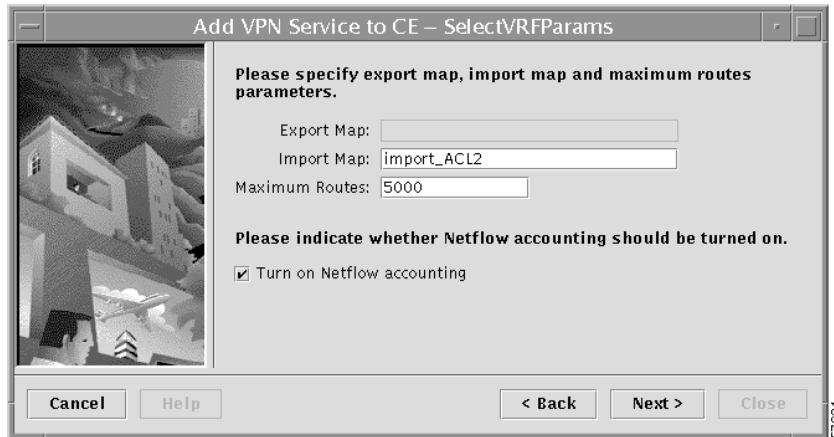 Add VPN Service to CE – SelectVRFParams
Please specify export map, import map and maximum routes
parameters.
Export Map:
Import Map: import_ACL2
Maximum Routes: 5000
Please indicate whether Netflow accounting should be turned on.
Turn on Netflow accounting
Cancel Help < Back Next > Close